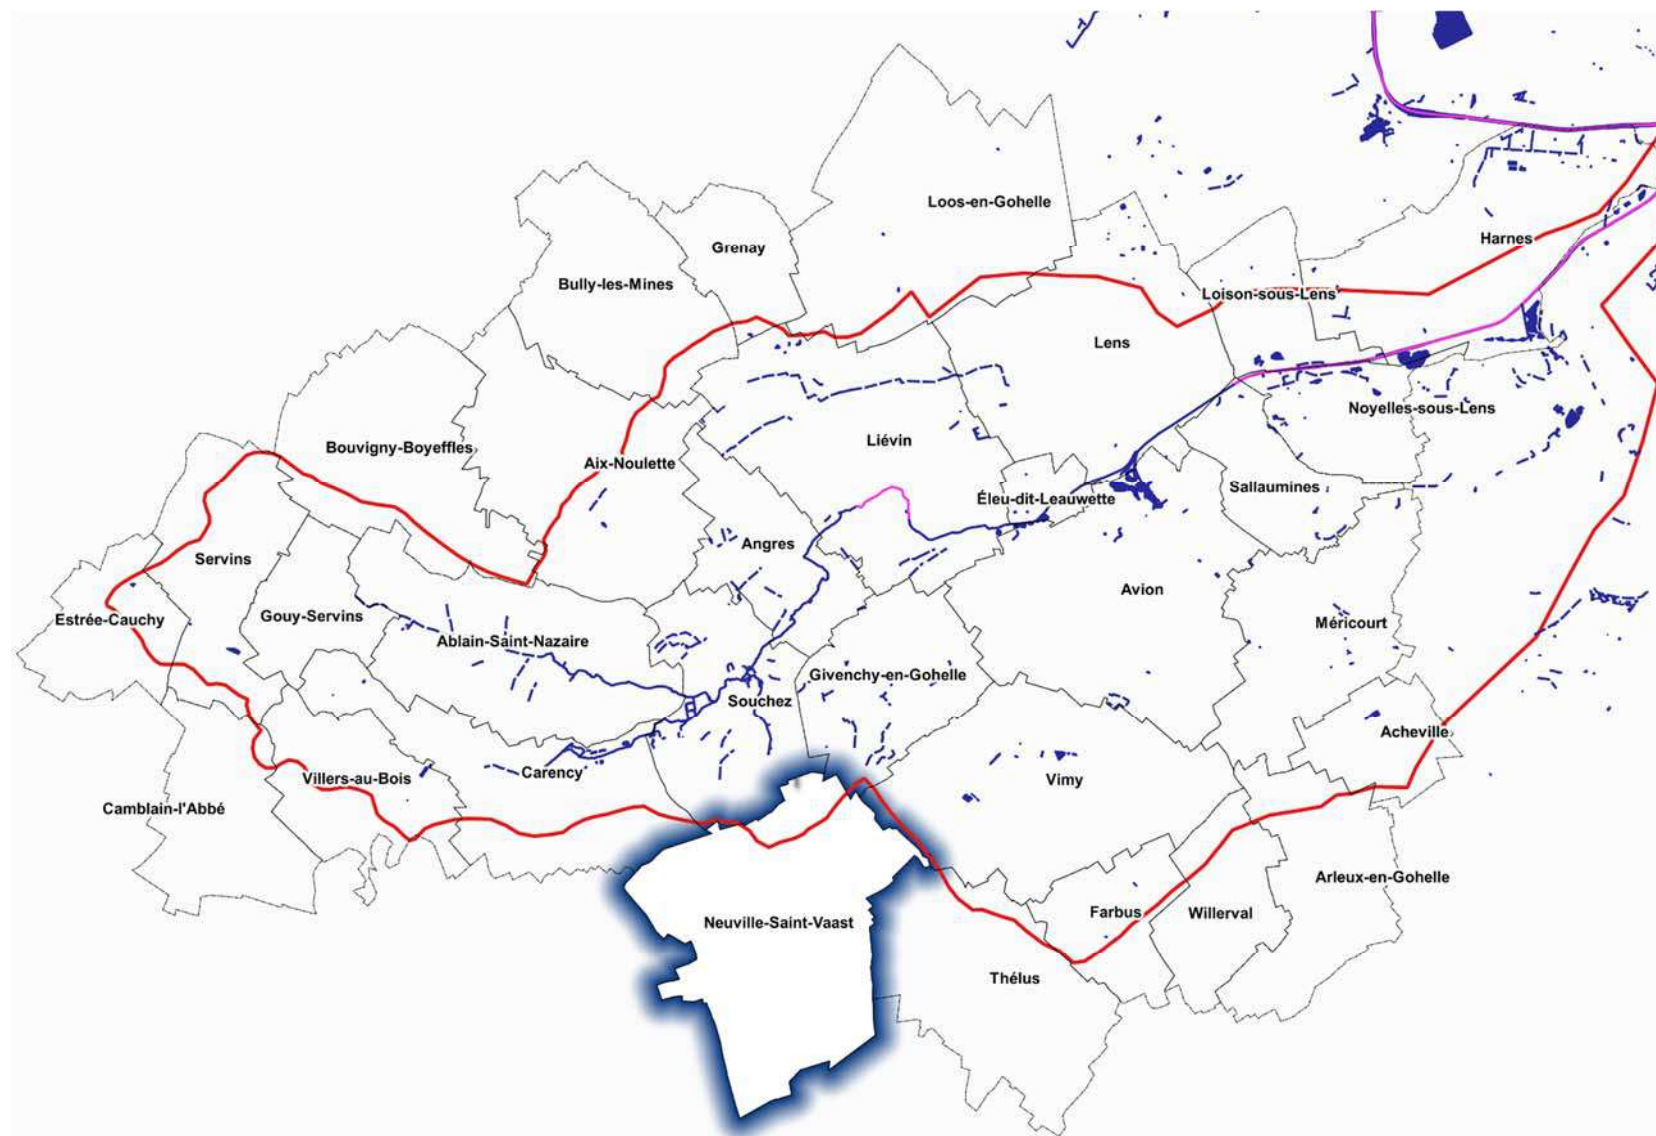 Loos-en-Gohelle
Harnes
Grenay
Bully-les-Mines
Loison-sous-Lens
Lens
Noyelles-sous-Lens
Liévin
Bouvigny-Boyeffles
Aix-Noulette
Sallaumines
Éleu-dit-Leauwette
Angres
Servins
Avion
Gouy-Servins
Estrée-Cauchy
Méricourt
Ablain-Saint-Nazaire
Givenchy-en-Gohelle
Souchez
Acheville
Carency
Villers-au-Bois
Vimy
Camblain-l'Abbé
Arleux-en-Gohelle
Farbus
Willerval
Neuville-Saint-Vaast
Thélus